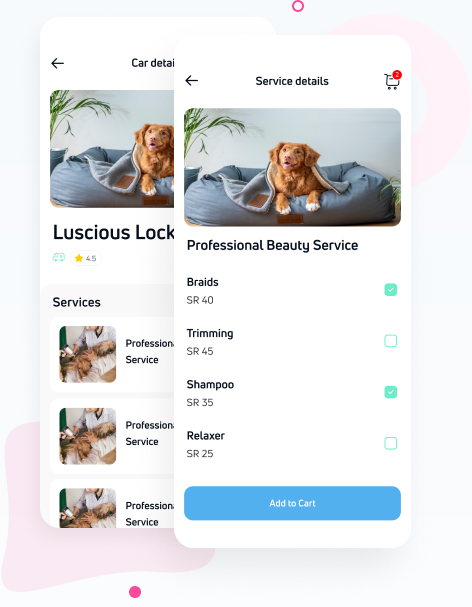 Car detai
Luscious Lock
4.5
Services
Professiona
Service
Professiona
Service
Professiona
Service
Service details
2
Professional Beauty Service
Braids
SR 40
Trimming
SR 45
Shampoo
SR 35
Relaxer
SR 25
Add to Cart